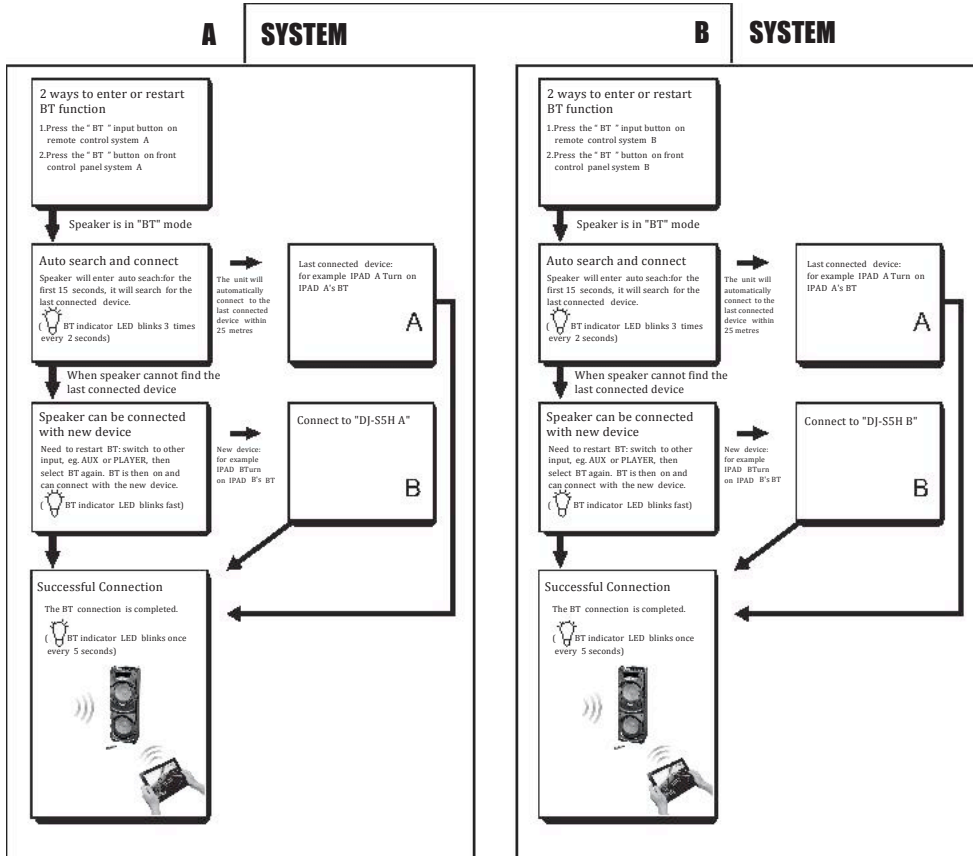 A SYSTEM
2 ways to enter or restart
BT function
1.Press the " BT " input button on
remote control system A
2.Press the " BT " button on front
control panel system A
Speaker is in "BT" mode
Auto search and connect
Speaker will enter auto seach:for the
first 15 seconds, it will search for the
last connected device.
( BT indicator LED blinks 3 times
every 2 seconds)
The unit will
automatically
connect to the
last connected
device within
25 metres
Last connected device:
for example IPAD A Turn on
IPAD A's BT
A
When speaker cannot find the
last connected device
Speaker can be connected
with new device
Need to restart BT: switch to other
input, eg. AUX or PLAYER, then
select BT again. BT is then on and
can connect with the new device.
( BT indicator LED blinks fast)
New device:
for example
IPAD BTurn
on IPAD B's BT
Connect to "DJ-S5H A"
B
Successful Connection
The BT connection is completed.
( BT indicator LED blinks once
every 5 seconds)
B SYSTEM
2 ways to enter or restart
BT function
1.Press the " BT " input button on
remote control system B
2.Press the " BT " button on front
control panel system B
Speaker is in "BT" mode
Auto search and connect
Speaker will enter auto seach:for the
first 15 seconds, it will search for the
last connected device.
( BT indicator LED blinks 3 times
every 2 seconds)
The unit will
automatically
connect to the
last connected
device within
25 metres
Last connected device:
for example IPAD A Turn on
IPAD A's BT
A
When speaker cannot find the
last connected device
Speaker can be connected
with new device
Need to restart BT: switch to other
input, eg. AUX or PLAYER, then
select BT again. BT is then on and
can connect with the new device.
( BT indicator LED blinks fast)
New device:
for example
IPAD BTurn
on IPAD B's BT
Connect to "DJ-S5H B"
B
Successful Connection
The BT connection is completed.
( BT indicator LED blinks once
every 5 seconds)